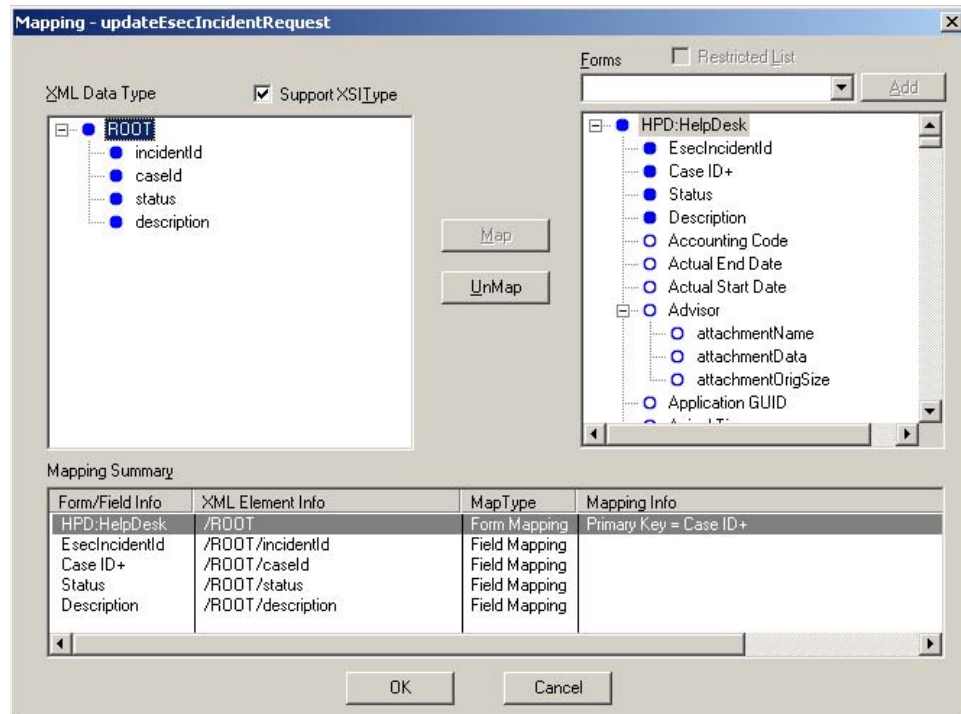 Mapping - updateEsecIncidentRequest
Forms
Restricted List
XML Data Type
Support XSIType
Add
ROOT
incidentId
caseId
status
description
HPD:HelpDesk
EsecIncidentId
Case ID+
Status
Description
Accounting Code
Actual End Date
Actual Start Date
Advisor
attachmentName
attachmentData
attachmentOrigSize
Application GUID
Map
UnMap
Mapping Summary
Form/Field Info XML Element Info MapType Mapping Info
HPD:HelpDesk /ROOT Form Mapping Primary Key = Case ID+
EsecIncidentId /ROOT/incidentId Field Mapping
Case ID+ /ROOT/caseId Field Mapping
Status /ROOT/status Field Mapping
Description /ROOT/description Field Mapping
OK Cancel